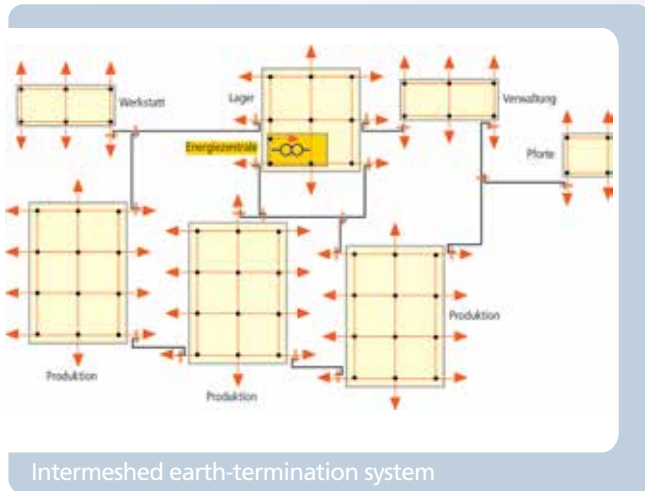 Werkstatt
Lager
Verwaltung
Energiezentrale
Pforte
Produktion
Produktion
Produktion
Intermeshed earth-termination system